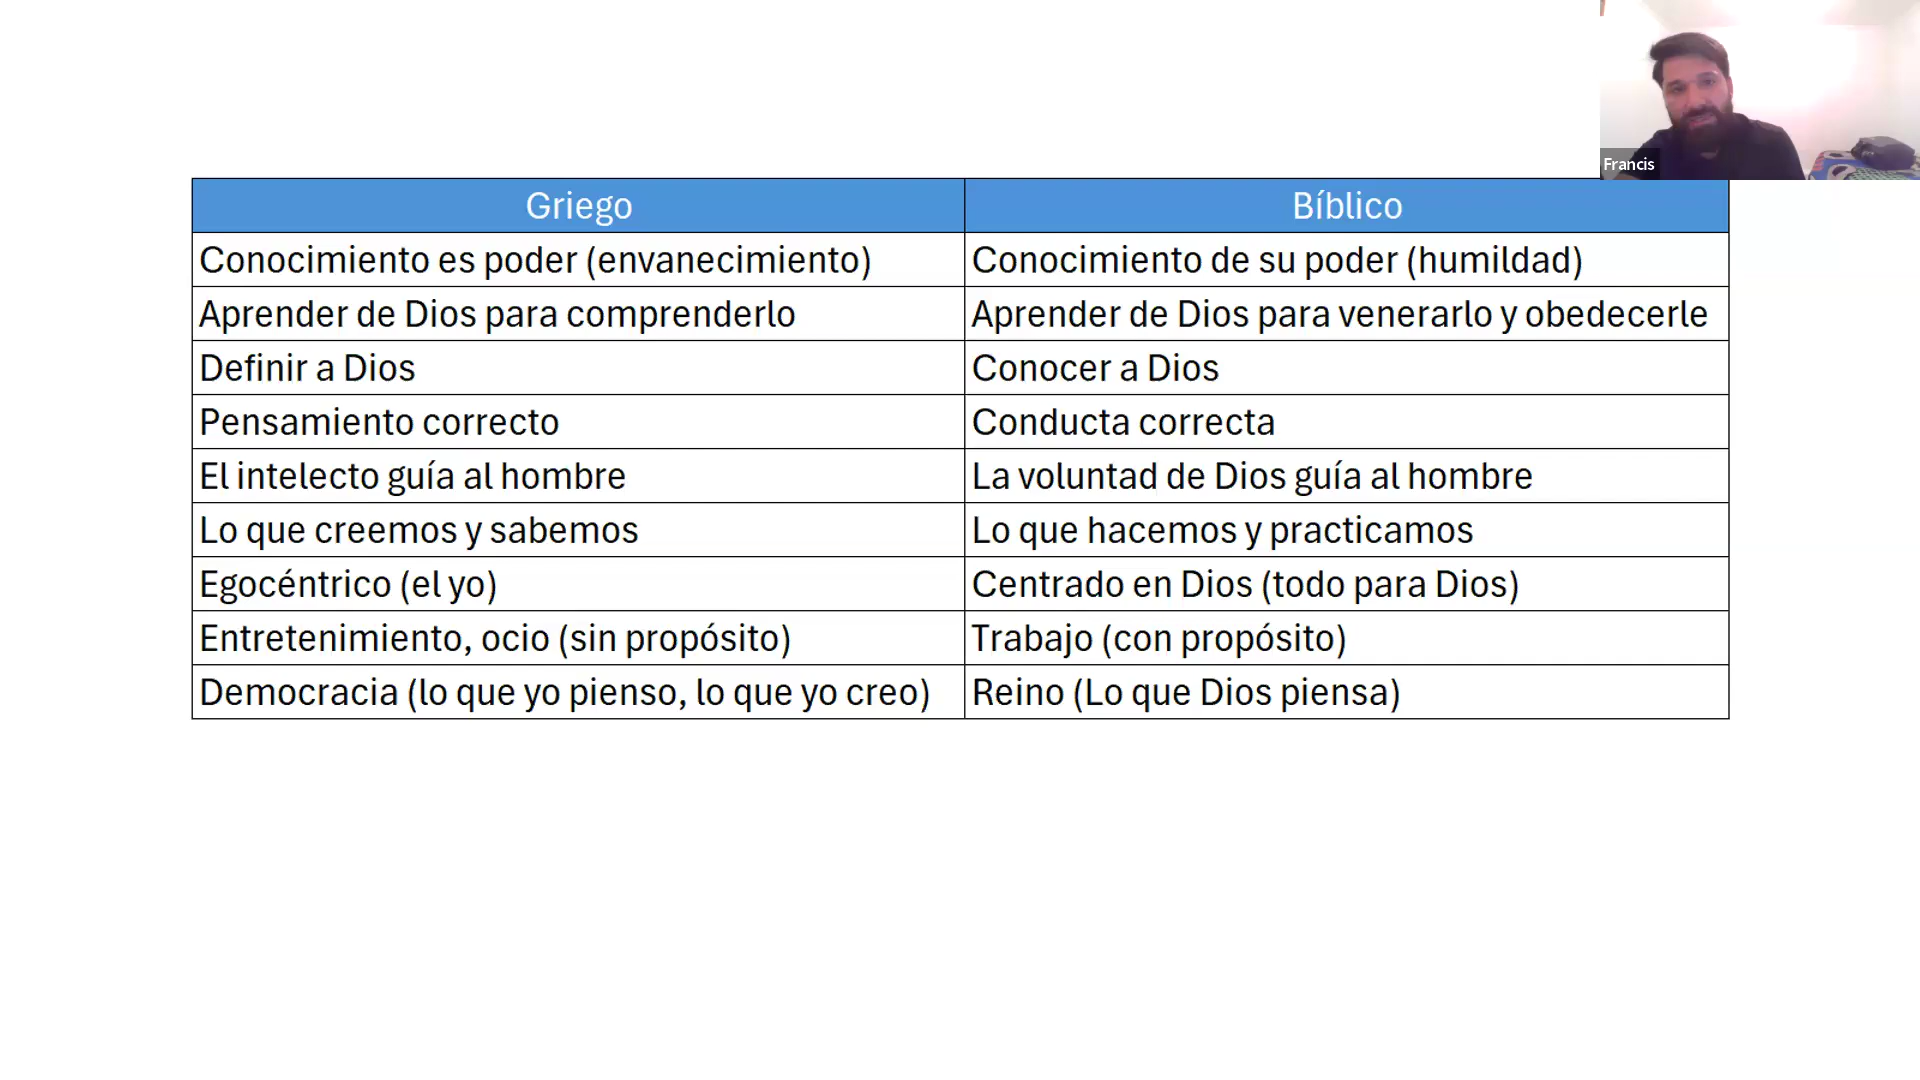 Francis
Griego
Bíblico
Conocimiento es poder (envanecimiento)
Conocimiento de su poder (humildad)
Aprender de Dios para comprenderlo
Aprender de Dios para venerarlo y obedecerle
Definir a Dios
Conocer a Dios
Pensamiento correcto
Conducta correcta
El intelecto guía al hombre
La voluntad de Dios guía al hombre
Lo que creemos y sabemos
Lo que hacemos y practicamos
Egocéntrico (el yo)
Centrado en Dios (todo para Dios)
Entretenimiento, ocio (sin propósito)
Trabajo (con propósito)
Democracia (lo que yo pienso, lo que yo creo)
Reino (Lo que Dios piensa)